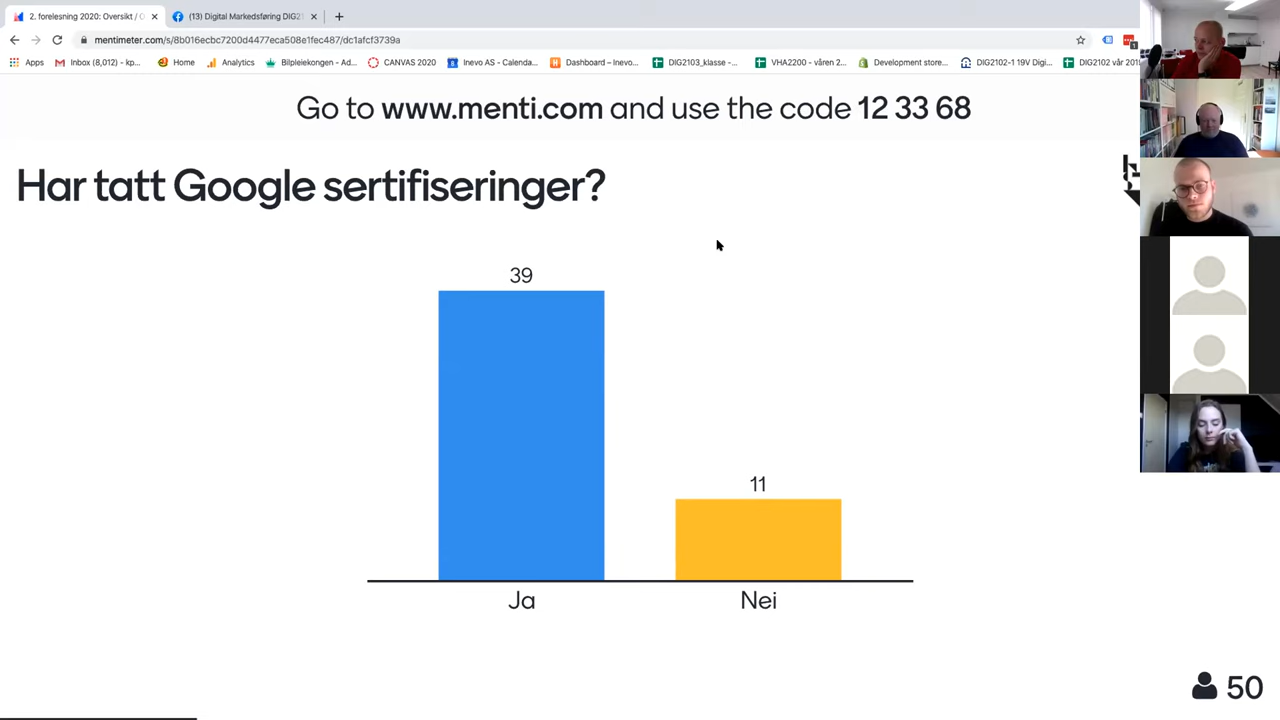 2. forelesning 2020: Oversikt / O
(13) Digital Markedsføring DIG21
mentimeter.com/s/8b016ecbc7200d4477eca508e1fec487/dc1afcf3739a
Apps
Inbox (8,012) - kp...
Home
Analytics
Bilpleiekongen - Ad...
CANVAS 2020
Inevo AS - Calenda...
Dashboard – Inevo...
DIG2103_klasse -...
VHA2200 - våren 2...
Development store...
DIG2102-1 19V Digi...
DIG2102 vår 201
Go to www.menti.com and use the code 12 33 68
Har tatt Google sertifiseringer?
39
11
Ja
Nei
50